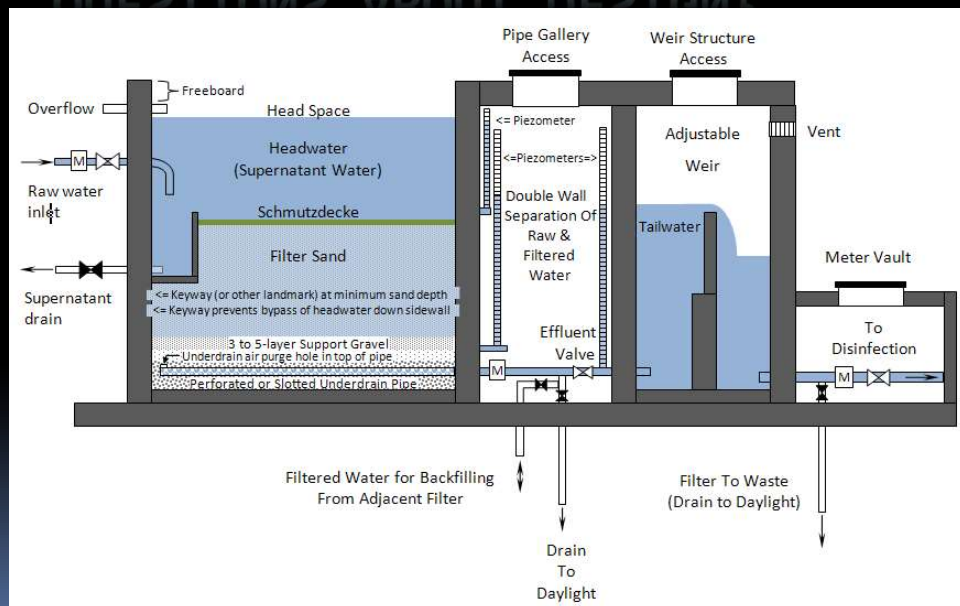 Pipe Gallery
Access
Weir Structure
Access
Freeboard
Overflow
Head Space
<= Piezometer
Adjustable
Weir
Vent
Headwater
(Supernatant Water)
<=Piezometers=>
M
Raw water
inlet
Schmutzdecke
Double Wall
Separation Of
Raw &
Filtered
Water
Tailwater
Filter Sand
Meter Vault
Supernatant
drain
<= Keyway (or other landmark) at minimum sand depth
<= Keyway prevents bypass of headwater down sidewall
Effluent
Valve
To
Disinfection
3 to 5-layer Support Gravel
Underdrain air purge hole in top of pipe
M
M
Perforated or Slotted Underdrain Pipe
Filtered Water for Backfilling
From Adjacent Filter
Filter To Waste
(Drain to Daylight)
Drain
To
Daylight